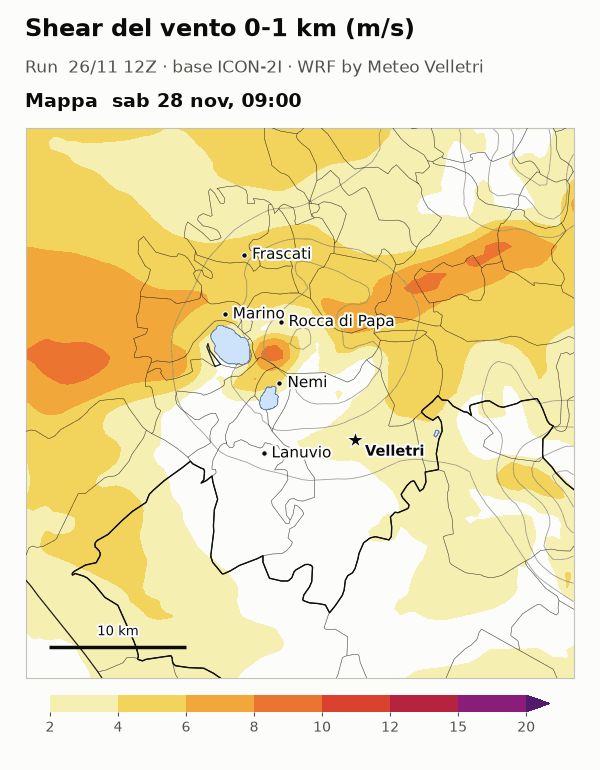 Shear del vento 0-1 km (m/s)
Run  26/11 12Z · base ICON-2I · WRF by Meteo Velletri
Mappa  sab 28 nov, 09:00
Frascati
Marino
Rocca di Papa
Nemi
Velletri
Lanuvio
10 km
2 4 6 8 10 12 15 20